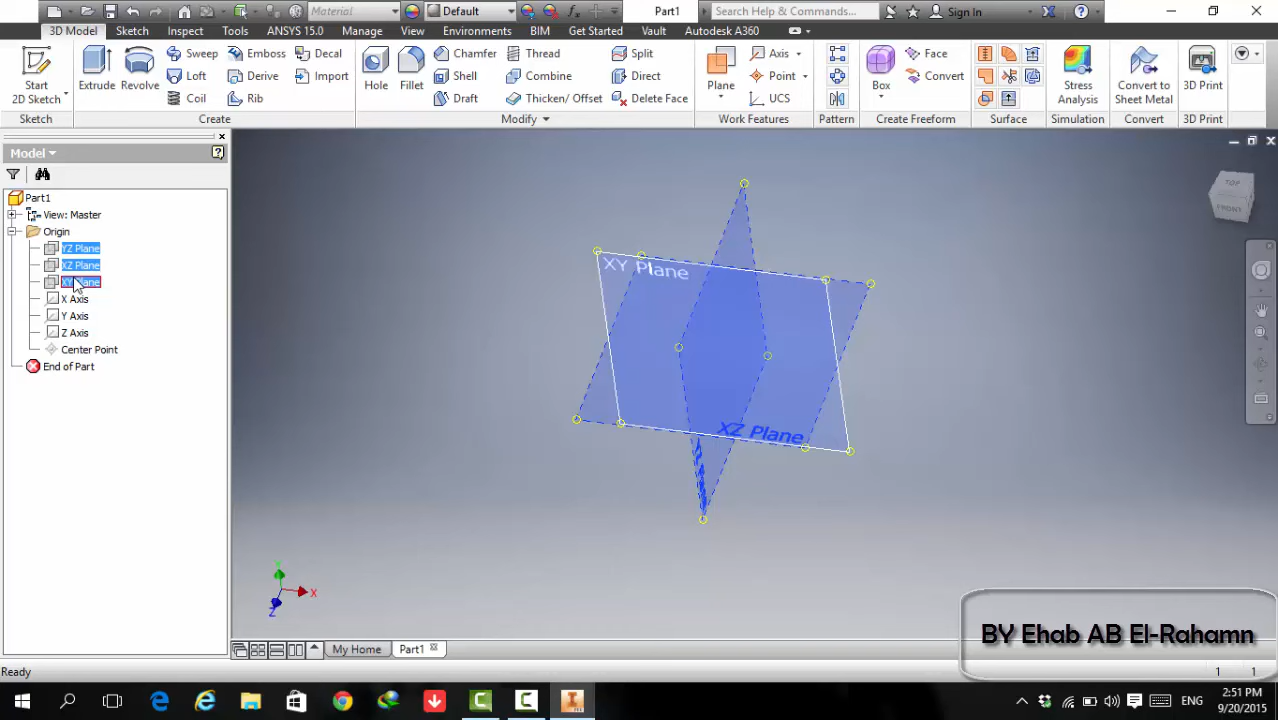 Material
Default
Part1
Search Help & Commands...
Sign In
3D Model
Sketch
Inspect
Tools
ANSYS 15.0
Manage
View
Environments
BIM
Get Started
Vault
Autodesk A360
Start
2D Sketch
Extrude
Revolve
Sweep
Loft
Coil
Emboss
Derive
Rib
Decal
Import
Hole
Fillet
Chamfer
Shell
Draft
Thread
Combine
Thicken/ Offset
Split
Direct
Delete Face
Plane
Axis
Point
UCS
Box
Face
Convert
Stress
Analysis
Convert to
Sheet Metal
3D Print
Sketch
Create
Modify
Work Features
Pattern
Create Freeform
Surface
Simulation
Convert
3D Print
Model
Part1
View: Master
Origin
YZ Plane
XZ Plane
XY Plane
X Axis
Y Axis
Z Axis
Center Point
End of Part
TOP
FRONT
XY Plane
XZ Plane
Y
X
Z
BY Ehab AB El-Rahamn
My Home
Part1
Ready
1 1
ENG
2:51 PM
9/20/2015